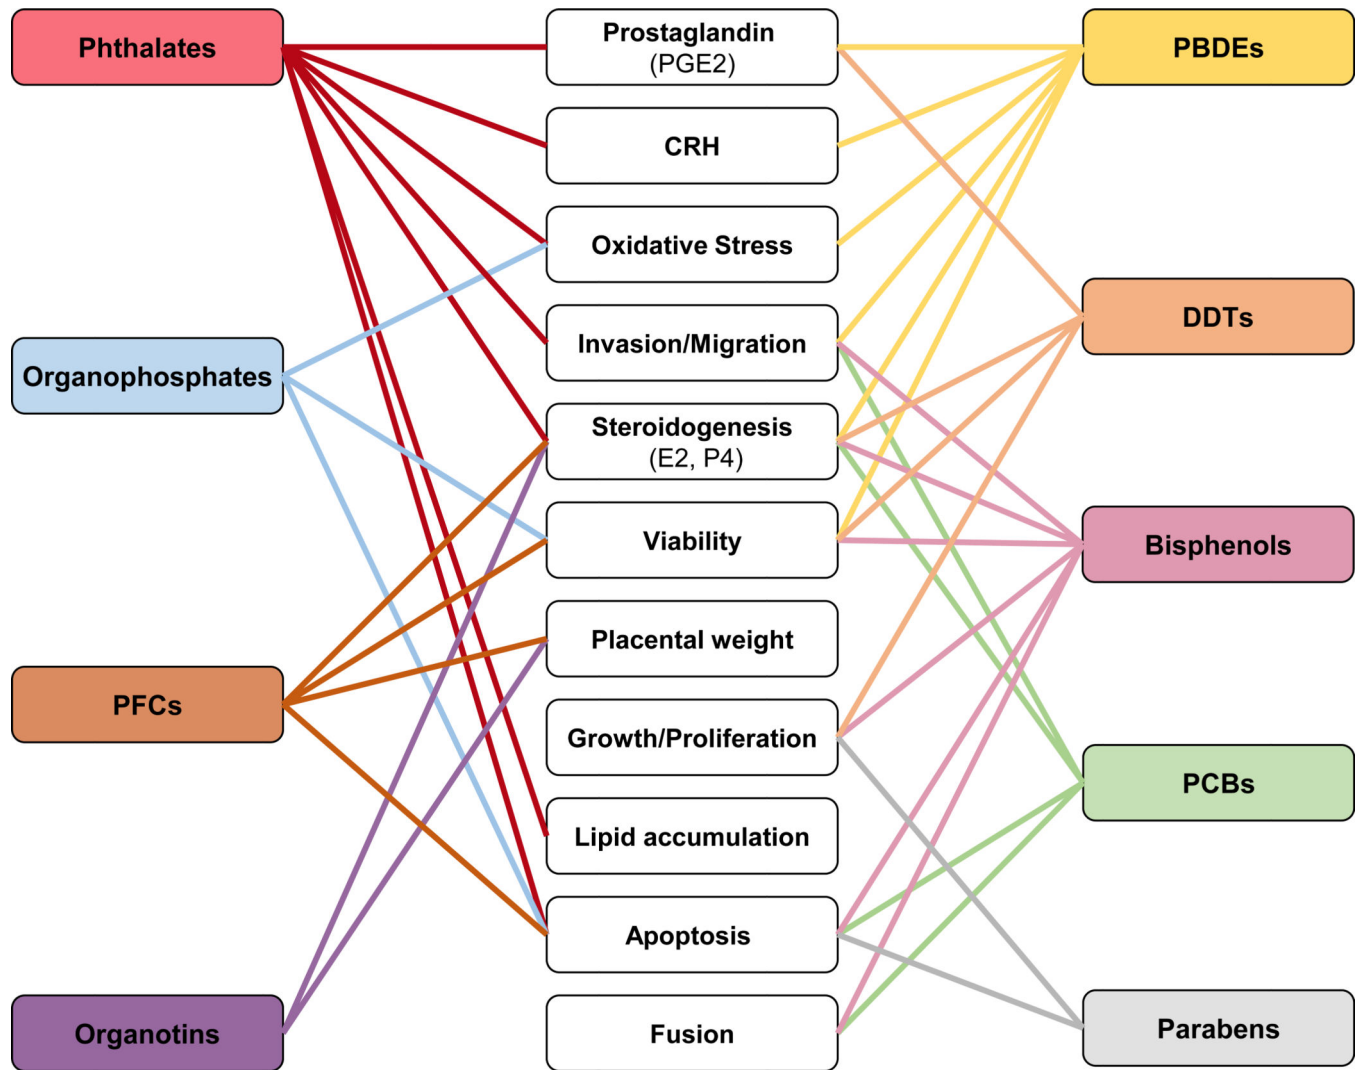 Phthalates
Organophosphates
PFCs
Organotins
Prostaglandin
(PGE2)
CRH
Oxidative Stress
Invasion/Migration
Steroidogenesis
(E2, P4)
Viability
Placental weight
Growth/Proliferation
Lipid accumulation
Apoptosis
Fusion
PBDEs
DDTs
Bisphenols
PCBs
Parabens